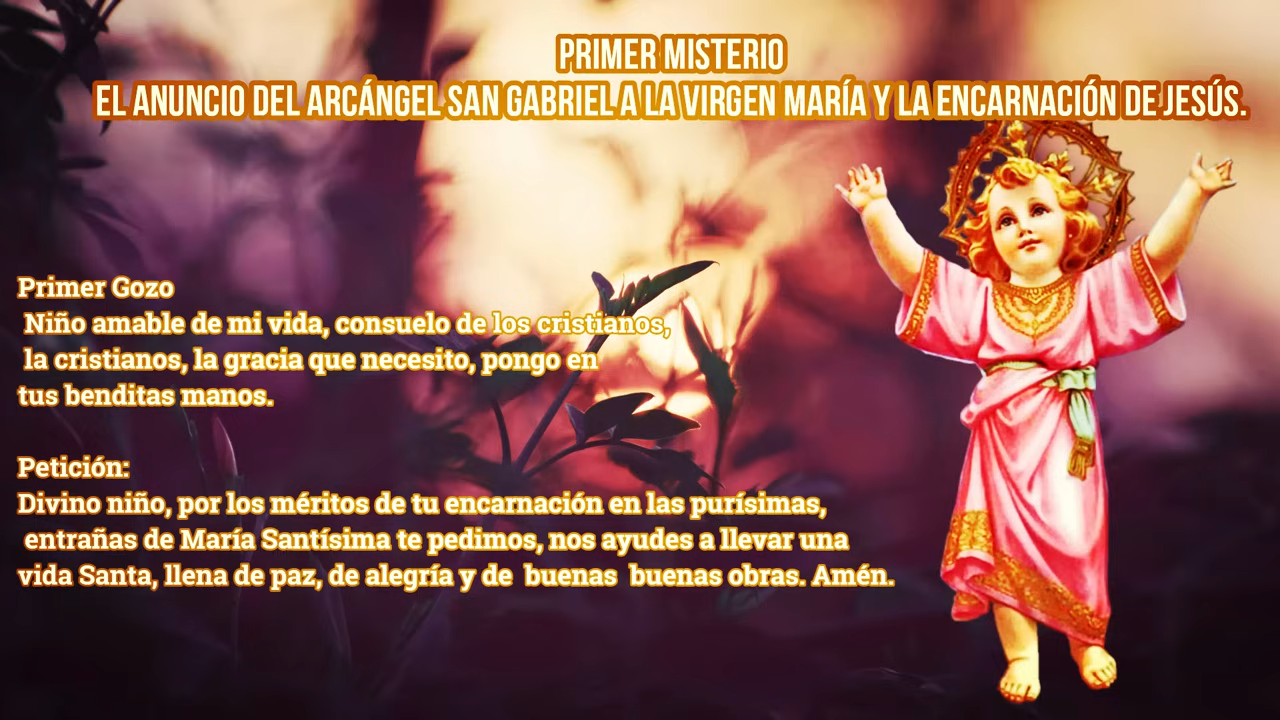 PRIMER MISTERIO
EL ANUNCIO DEL ARCÁNGEL SAN GABRIEL A LA VIRGEN MARÍA Y LA ENCARNACIÓN DE JESÚS.
Primer Gozo
Niño amable de mi vida, consuelo de los cristianos,
la cristianos, la gracia que necesito, pongo en
tus benditas manos.
Petición:
Divino niño, por los méritos de tu encarnación en las purísimas,
entrañas de María Santísima te pedimos, nos ayudes a llevar una
vida Santa, llena de paz, de alegría y de buenas buenas obras. Amén.